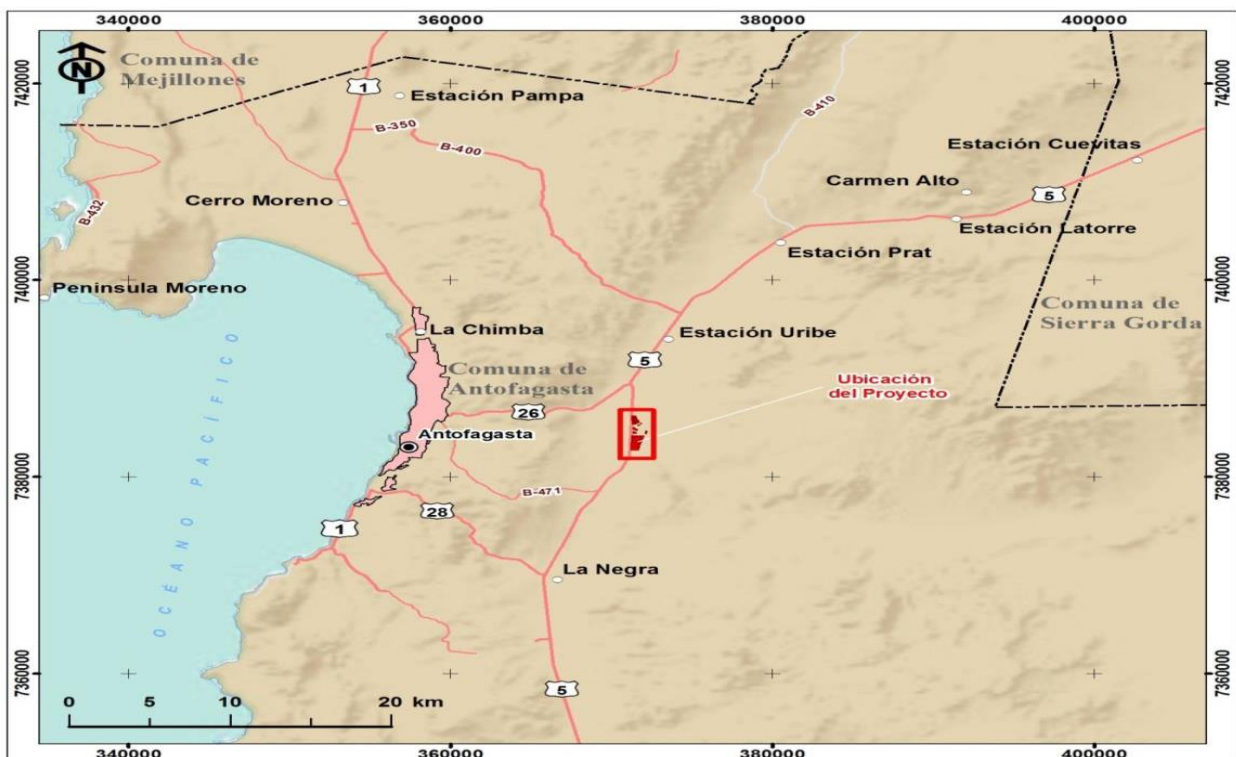 340000 360000 380000 400000
N
Comuna de
Mejillones
7420000
7420000
1
Estación Pampa
B-350
B-400
B-410
Estación Cuevitas
Carmen Alto
5
B-432
Cerro Moreno
Estación Latorre
Estación Prat
7400000
7400000
Península Moreno
Comuna de
Sierra Gorda
La Chimba
Estación Uribe
5
Comuna de
Antofagasta
Ubicación
del Proyecto
26
Antofagasta
7380000
7380000
B-471
28
1
La Negra
OCÉANO PACÍFICO
7360000
7360000
5
0 5 10 20 km
340000 360000 380000 400000